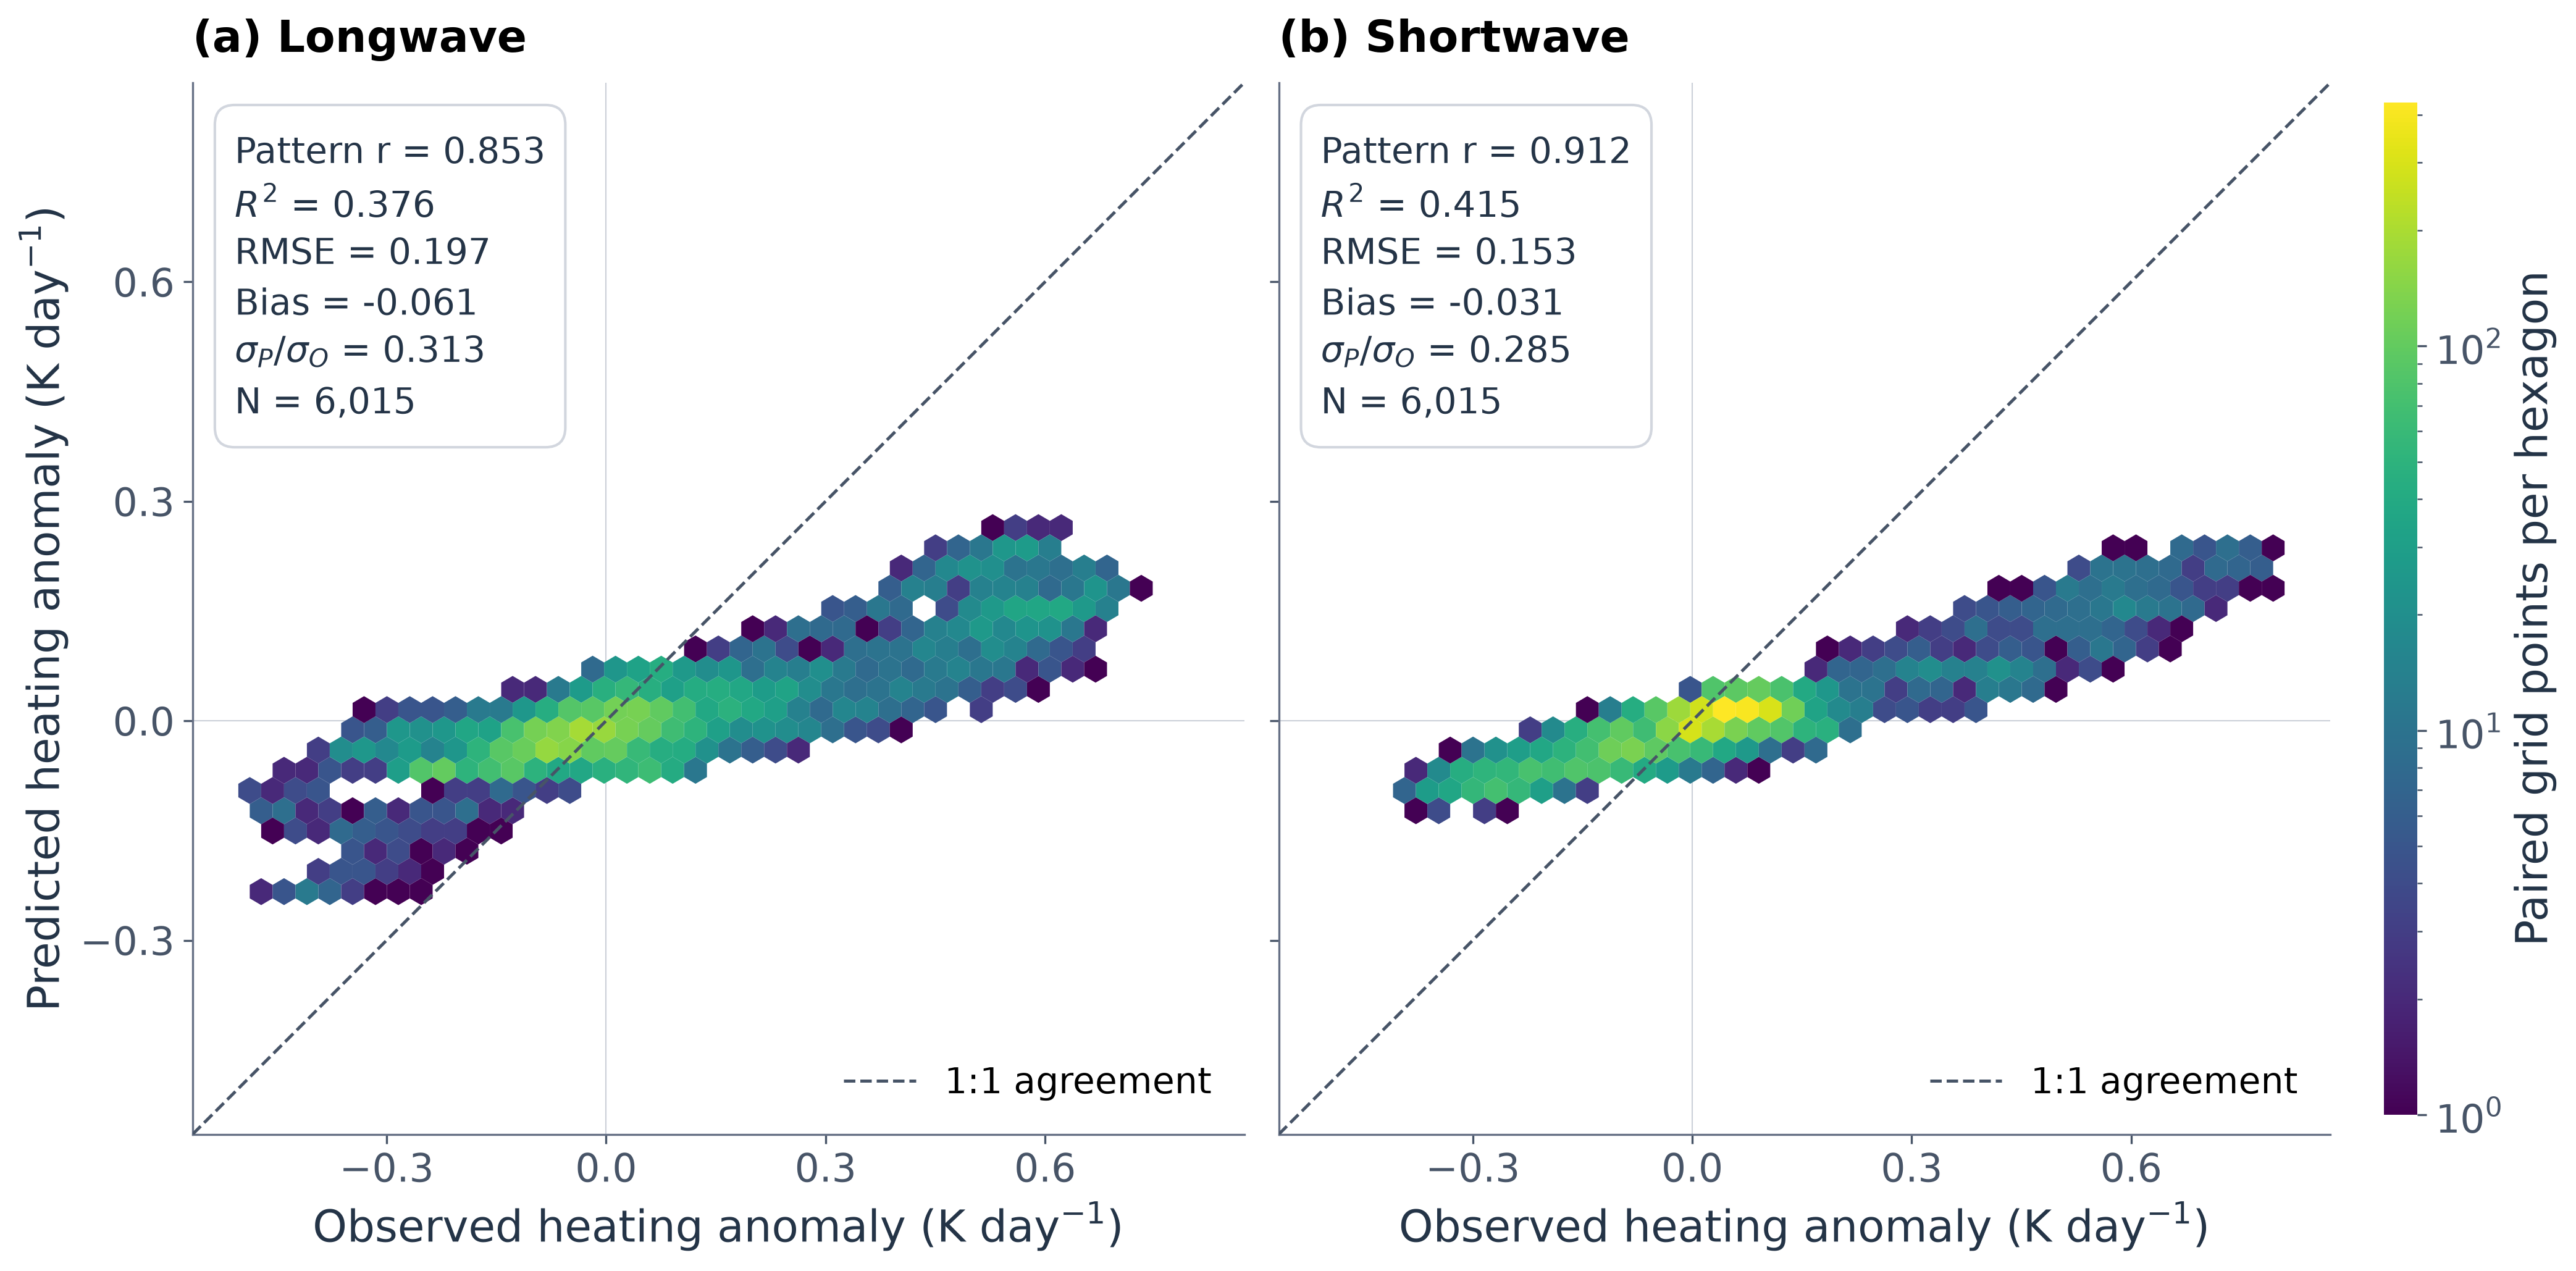 (a) Longwave
Pattern r = 0.853
R² = 0.376
RMSE = 0.197
Bias = -0.061
σ_P/σ_O = 0.313
N = 6,015
1:1 agreement
0.6
0.3
0.0
−0.3
Predicted heating anomaly (K day⁻¹)
−0.3 0.0 0.3 0.6
Observed heating anomaly (K day⁻¹)
(b) Shortwave
Pattern r = 0.912
R² = 0.415
RMSE = 0.153
Bias = -0.031
σ_P/σ_O = 0.285
N = 6,015
1:1 agreement
−0.3 0.0 0.3 0.6
Observed heating anomaly (K day⁻¹)
10²
10¹
10⁰
Paired grid points per hexagon